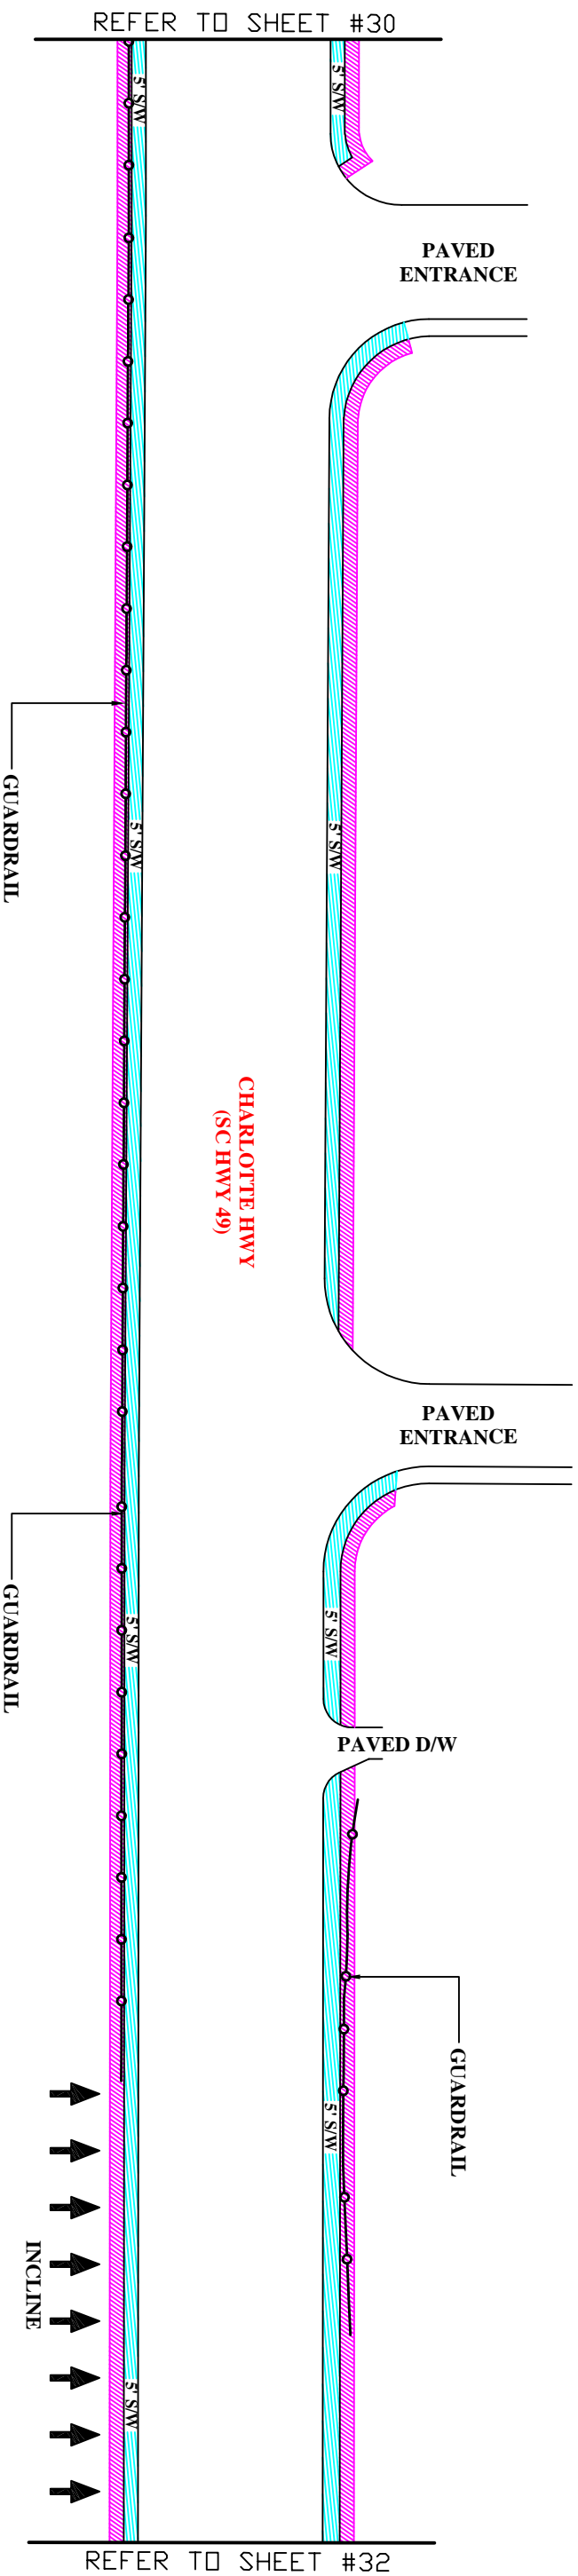 REFER TO SHEET #30
5' S/W
5' S/W
PAVED
ENTRANCE
GUARDRAIL
5' S/W
5' S/W
CHARLOTTE HWY
(SC HWY 49)
PAVED
ENTRANCE
GUARDRAIL
5' S/W
5' S/W
PAVED D/W
GUARDRAIL
5' S/W
INCLINE
5' S/W
REFER TO SHEET #32